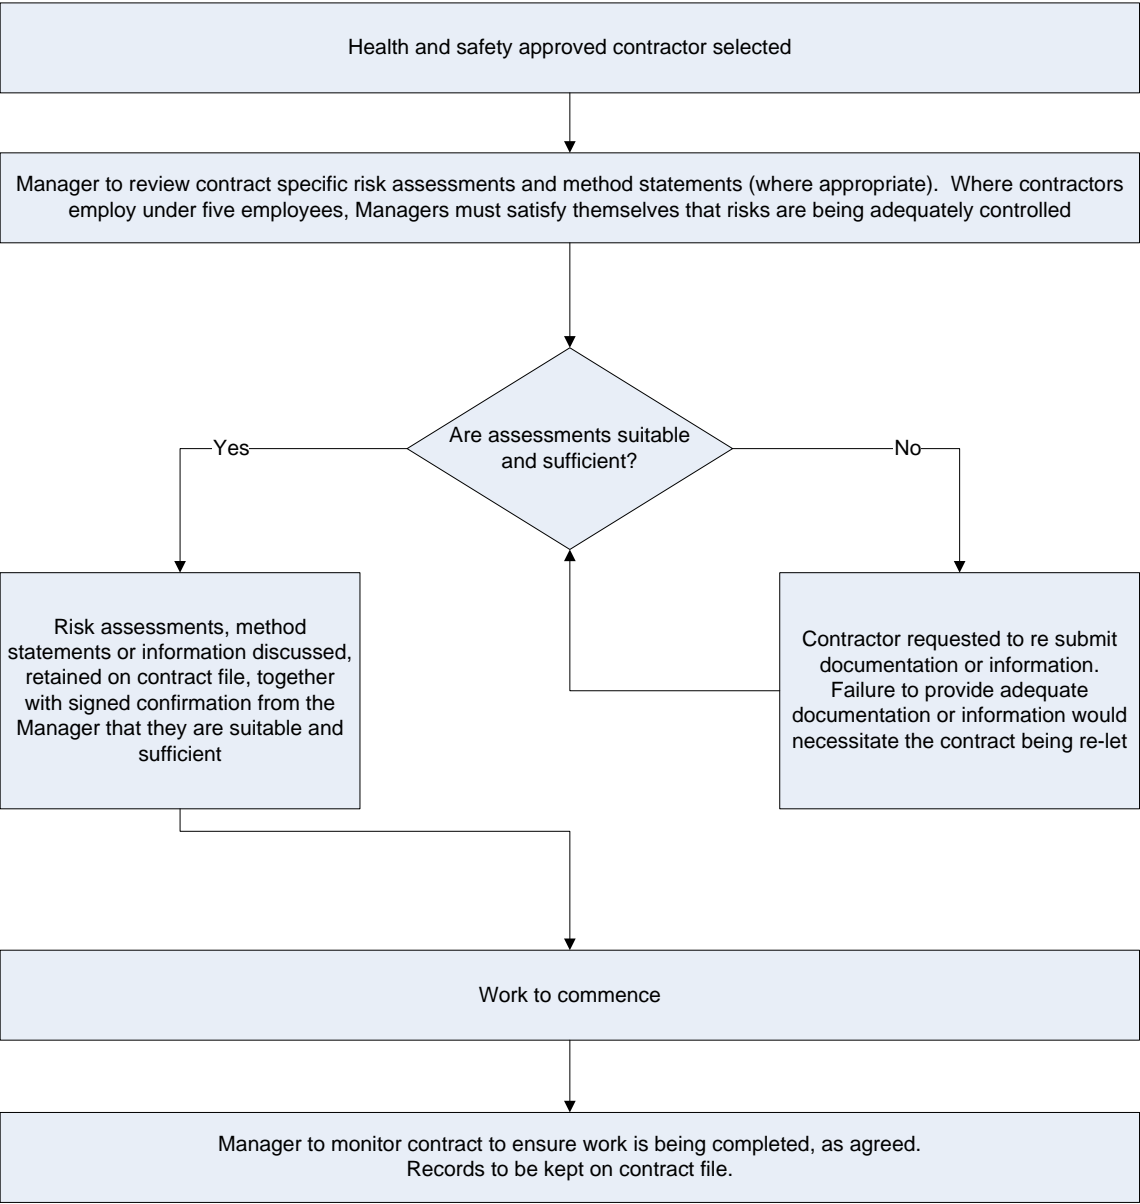 Health and safety approved contractor selected
Manager to review contract specific risk assessments and method statements (where appropriate).  Where contractors
employ under five employees, Managers must satisfy themselves that risks are being adequately controlled
Are assessments suitable
and sufficient?
Yes
No
Risk assessments, method
statements or information discussed,
retained on contract file, together
with signed confirmation from the
Manager that they are suitable and
sufficient
Contractor requested to re submit
documentation or information.
Failure to provide adequate
documentation or information would
necessitate the contract being re-let
Work to commence
Manager to monitor contract to ensure work is being completed, as agreed.
Records to be kept on contract file.